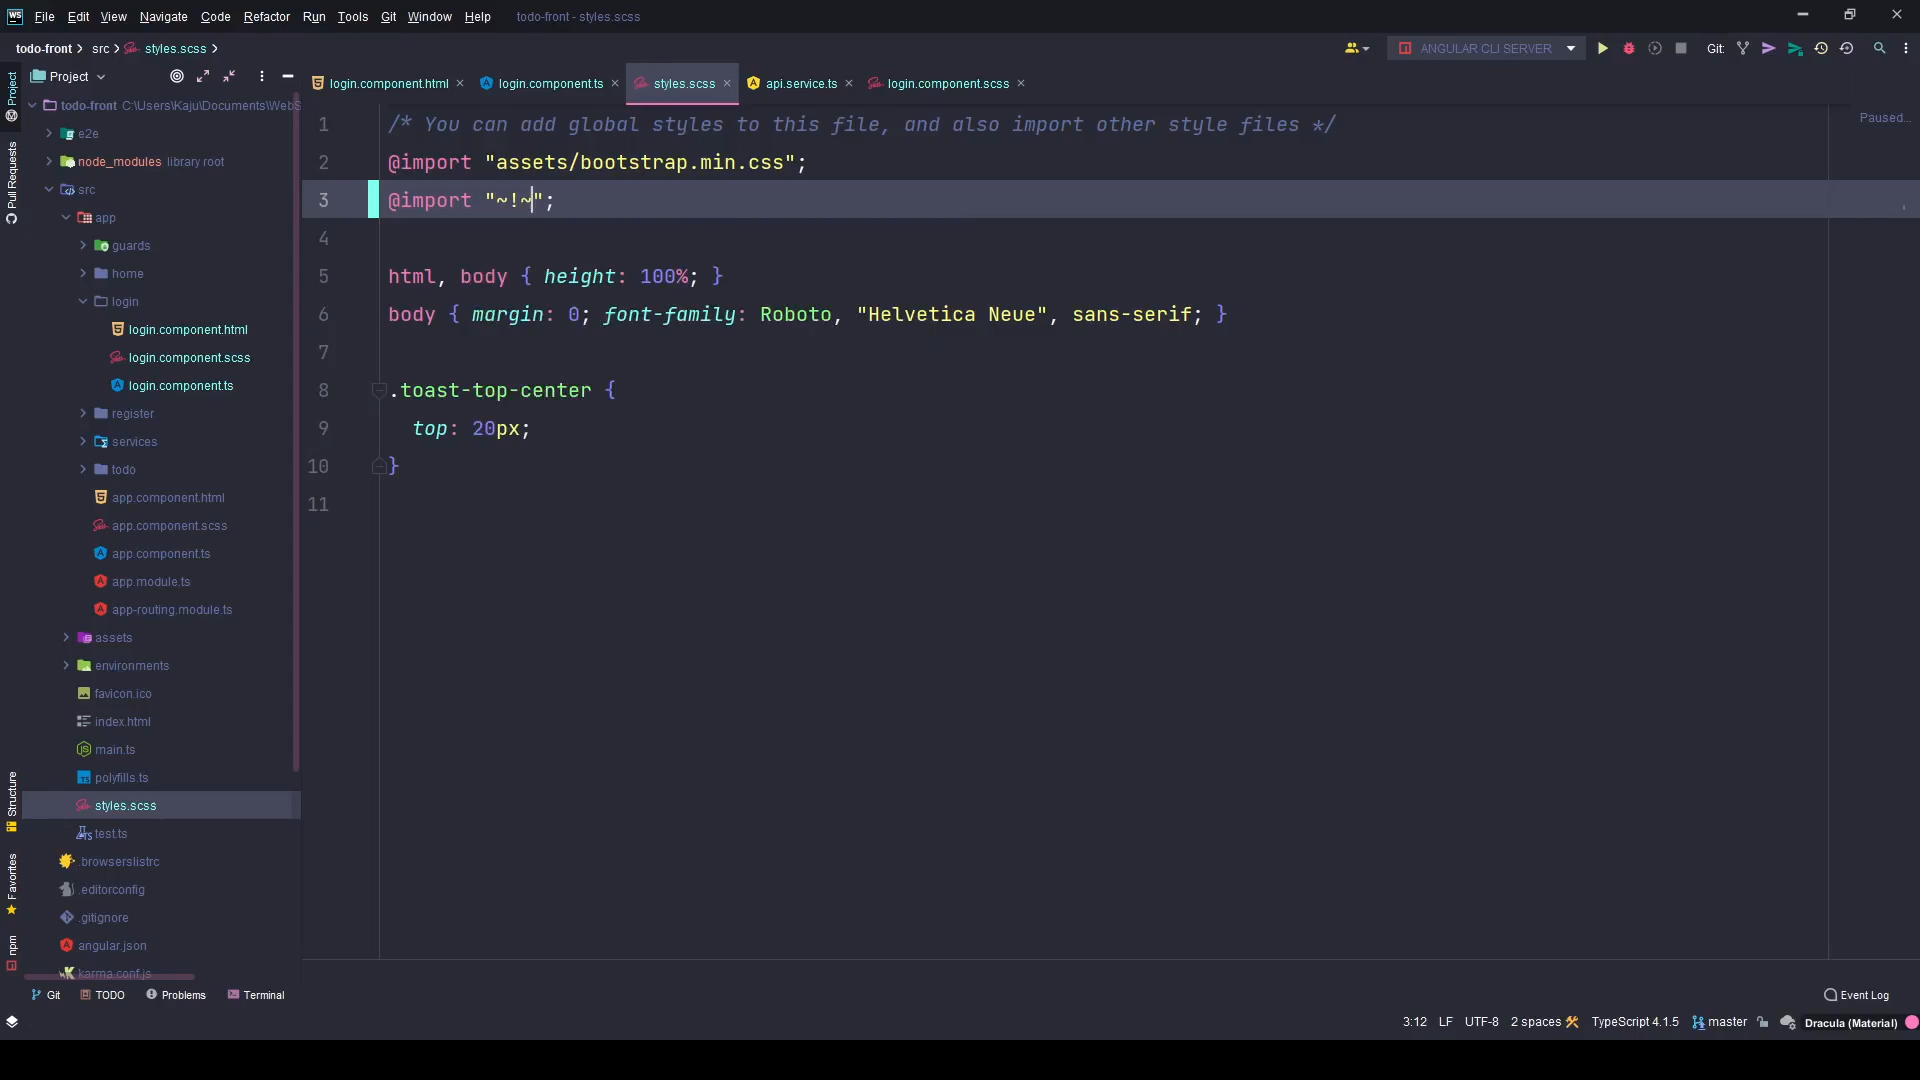 WS File Edit View Navigate Code Refactor Run Tools Git Window Help todo-front - styles.scss
todo-front src styles.scss ANGULAR CLI SERVER Git:
Project
login.component.html login.component.ts styles.scss api.service.ts login.component.scss
Project
Pull Requests
Structure
Favorites
npm
todo-front C:\Users\Kaju\Documents\WebS
e2e
node_modules library root
src
app
guards
home
login
login.component.html
login.component.scss
login.component.ts
register
services
todo
app.component.html
app.component.scss
app.component.ts
app.module.ts
app-routing.module.ts
assets
environments
favicon.ico
index.html
main.ts
polyfills.ts
styles.scss
test.ts
.browserslistrc
.editorconfig
.gitignore
angular.json
karma.conf.js
Paused...
1 /* You can add global styles to this file, and also import other style files */
2 @import "assets/bootstrap.min.css";
3 @import "~!~";
4
5 html, body { height: 100%; }
6 body { margin: 0; font-family: Roboto, "Helvetica Neue", sans-serif; }
7
8 .toast-top-center {
9 top: 20px;
10 }
11
Git TODO Problems Terminal Event Log
3:12 LF UTF-8 2 spaces TypeScript 4.1.5 master Dracula (Material)